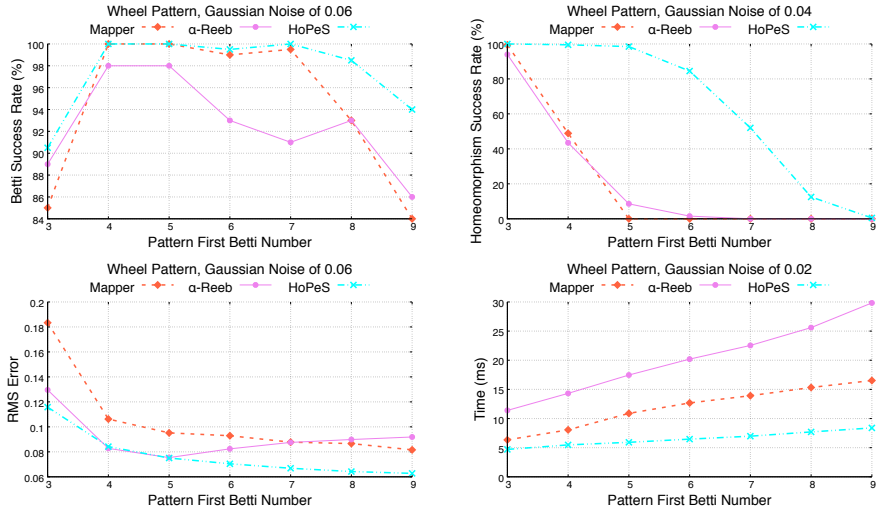 Wheel Pattern, Gaussian Noise of 0.06
Mapper α-Reeb HoPeS
Betti Success Rate (%)
100
98
96
94
92
90
88
86
84
3 4 5 6 7 8 9
Pattern First Betti Number
Wheel Pattern, Gaussian Noise of 0.04
Mapper α-Reeb HoPeS
Homeomorphism Success Rate (%)
100
80
60
40
20
0
3 4 5 6 7 8 9
Pattern First Betti Number
Wheel Pattern, Gaussian Noise of 0.06
Mapper α-Reeb HoPeS
RMS Error
0.2
0.18
0.16
0.14
0.12
0.1
0.08
0.06
3 4 5 6 7 8 9
Pattern First Betti Number
Wheel Pattern, Gaussian Noise of 0.02
Mapper α-Reeb HoPeS
Time (ms)
30
25
20
15
10
5
0
3 4 5 6 7 8 9
Pattern First Betti Number